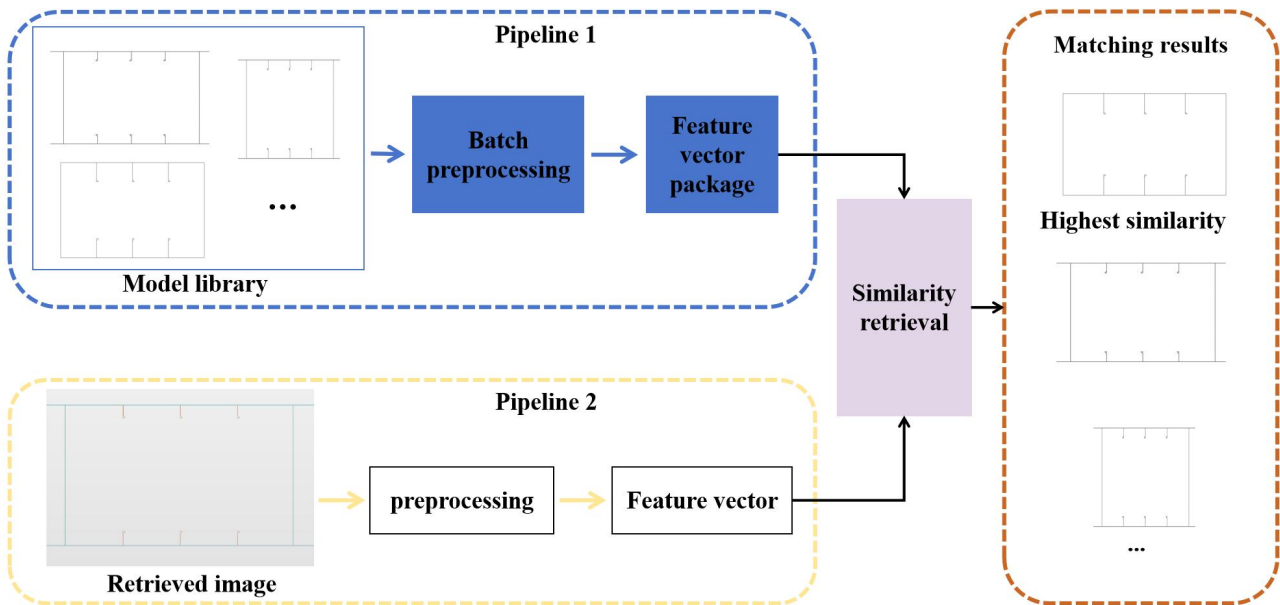 Pipeline 1
...
Model library
Batch
preprocessing
Feature
vector
package
Pipeline 2
Retrieved image
preprocessing
Feature vector
Similarity
retrieval
Matching results
Highest similarity
...